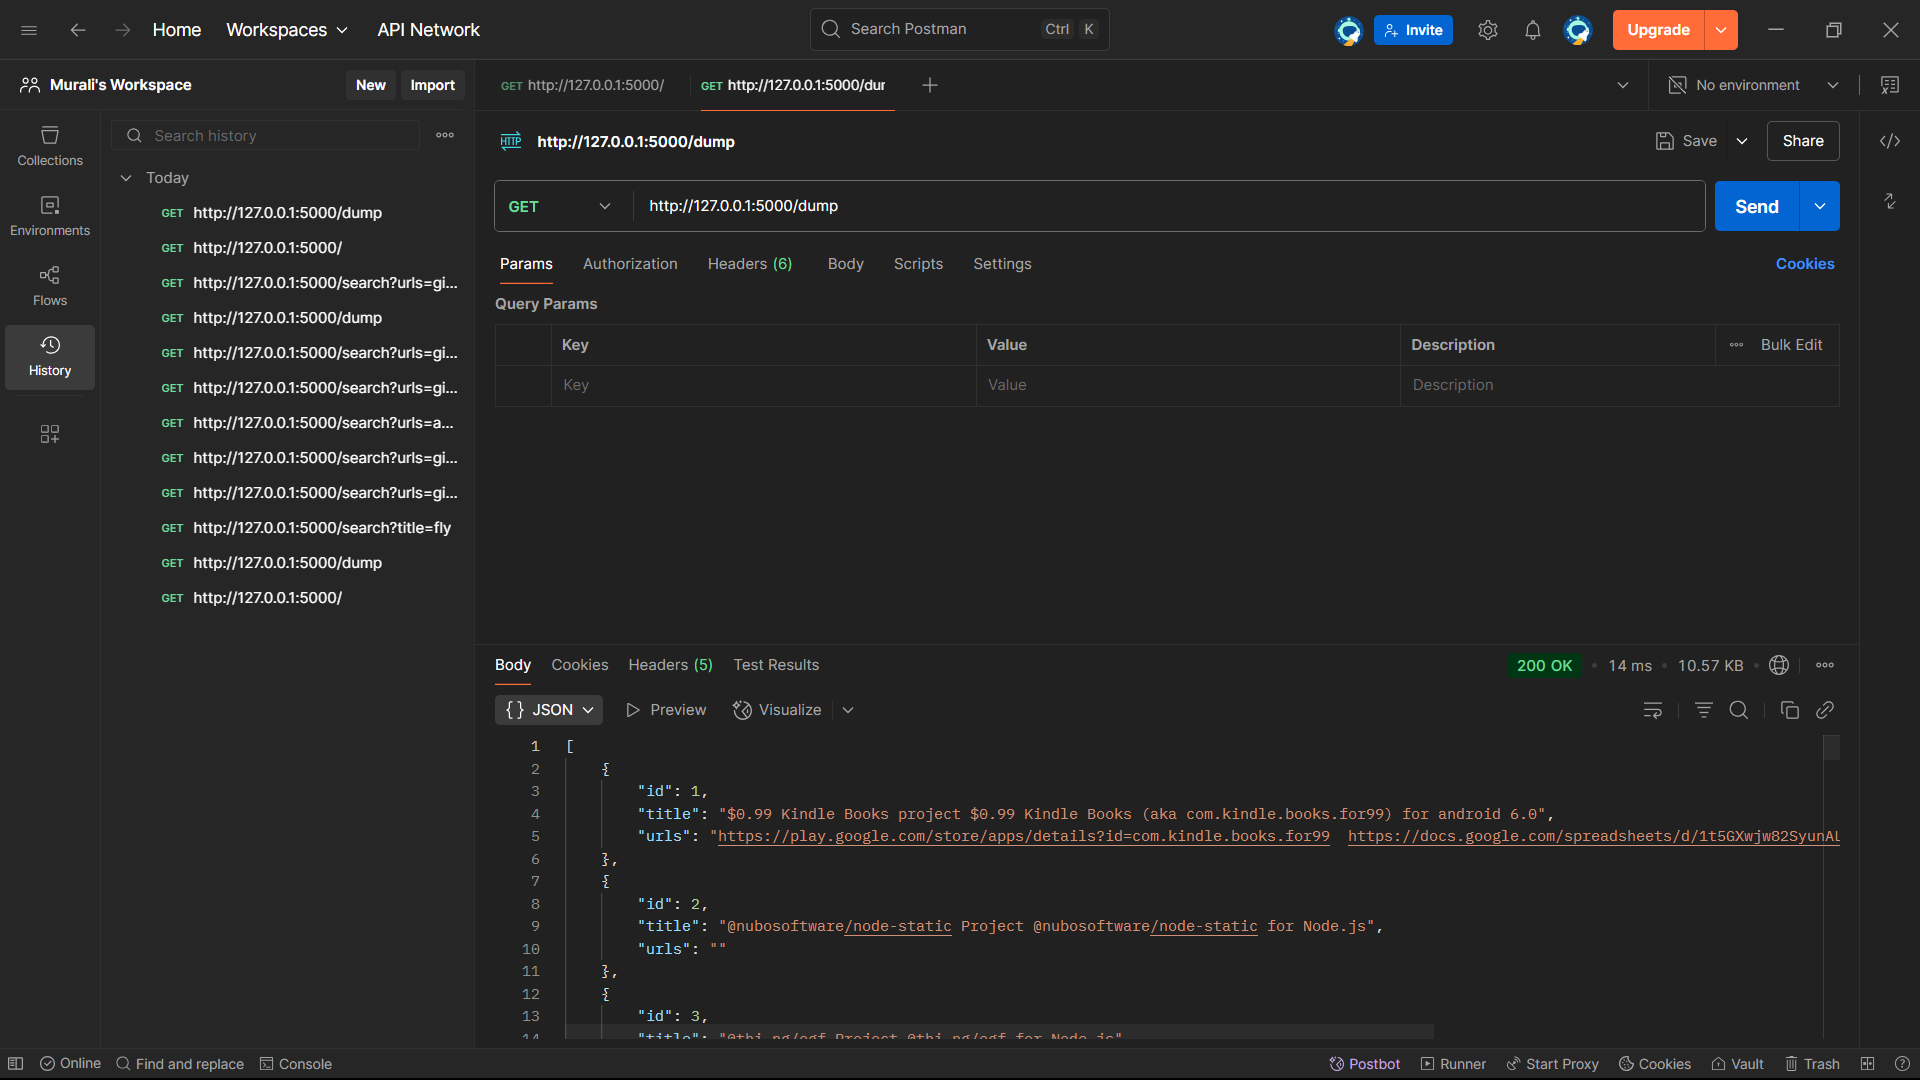 Home Workspaces API Network Search Postman Ctrl K Invite Upgrade
Murali's Workspace New Import GET http://127.0.0.1:5000/ GET http://127.0.0.1:5000/dur No environment
Collections
Environments
Flows
History
Search history
Today
GET http://127.0.0.1:5000/dump
GET http://127.0.0.1:5000/
GET http://127.0.0.1:5000/search?urls=gi...
GET http://127.0.0.1:5000/dump
GET http://127.0.0.1:5000/search?urls=gi...
GET http://127.0.0.1:5000/search?urls=gi...
GET http://127.0.0.1:5000/search?urls=a...
GET http://127.0.0.1:5000/search?urls=gi...
GET http://127.0.0.1:5000/search?urls=gi...
GET http://127.0.0.1:5000/search?title=fly
GET http://127.0.0.1:5000/dump
GET http://127.0.0.1:5000/
HTTP http://127.0.0.1:5000/dump Save Share
GET http://127.0.0.1:5000/dump Send
Params Authorization Headers (6) Body Scripts Settings Cookies
Query Params
Key Value Description Bulk Edit
Key Value Description
Body Cookies Headers (5) Test Results 200 OK • 14 ms • 10.57 KB •
{} JSON Preview Visualize
1 [
2 {
3 "id": 1,
4 "title": "$0.99 Kindle Books project $0.99 Kindle Books (aka com.kindle.books.for99) for android 6.0",
5 "urls": "https://play.google.com/store/apps/details?id=com.kindle.books.for99 https://docs.google.com/spreadsheets/d/1t5GXwjw82SyunAL
6 },
7 {
8 "id": 2,
9 "title": "@nubosoftware/node-static Project @nubosoftware/node-static for Node.js",
10 "urls": ""
11 },
12 {
13 "id": 3,
14 "title": "@thi.ng/egf Project @thi.ng/egf for Node.js"
Online Find and replace Console Postbot Runner Start Proxy Cookies Vault Trash